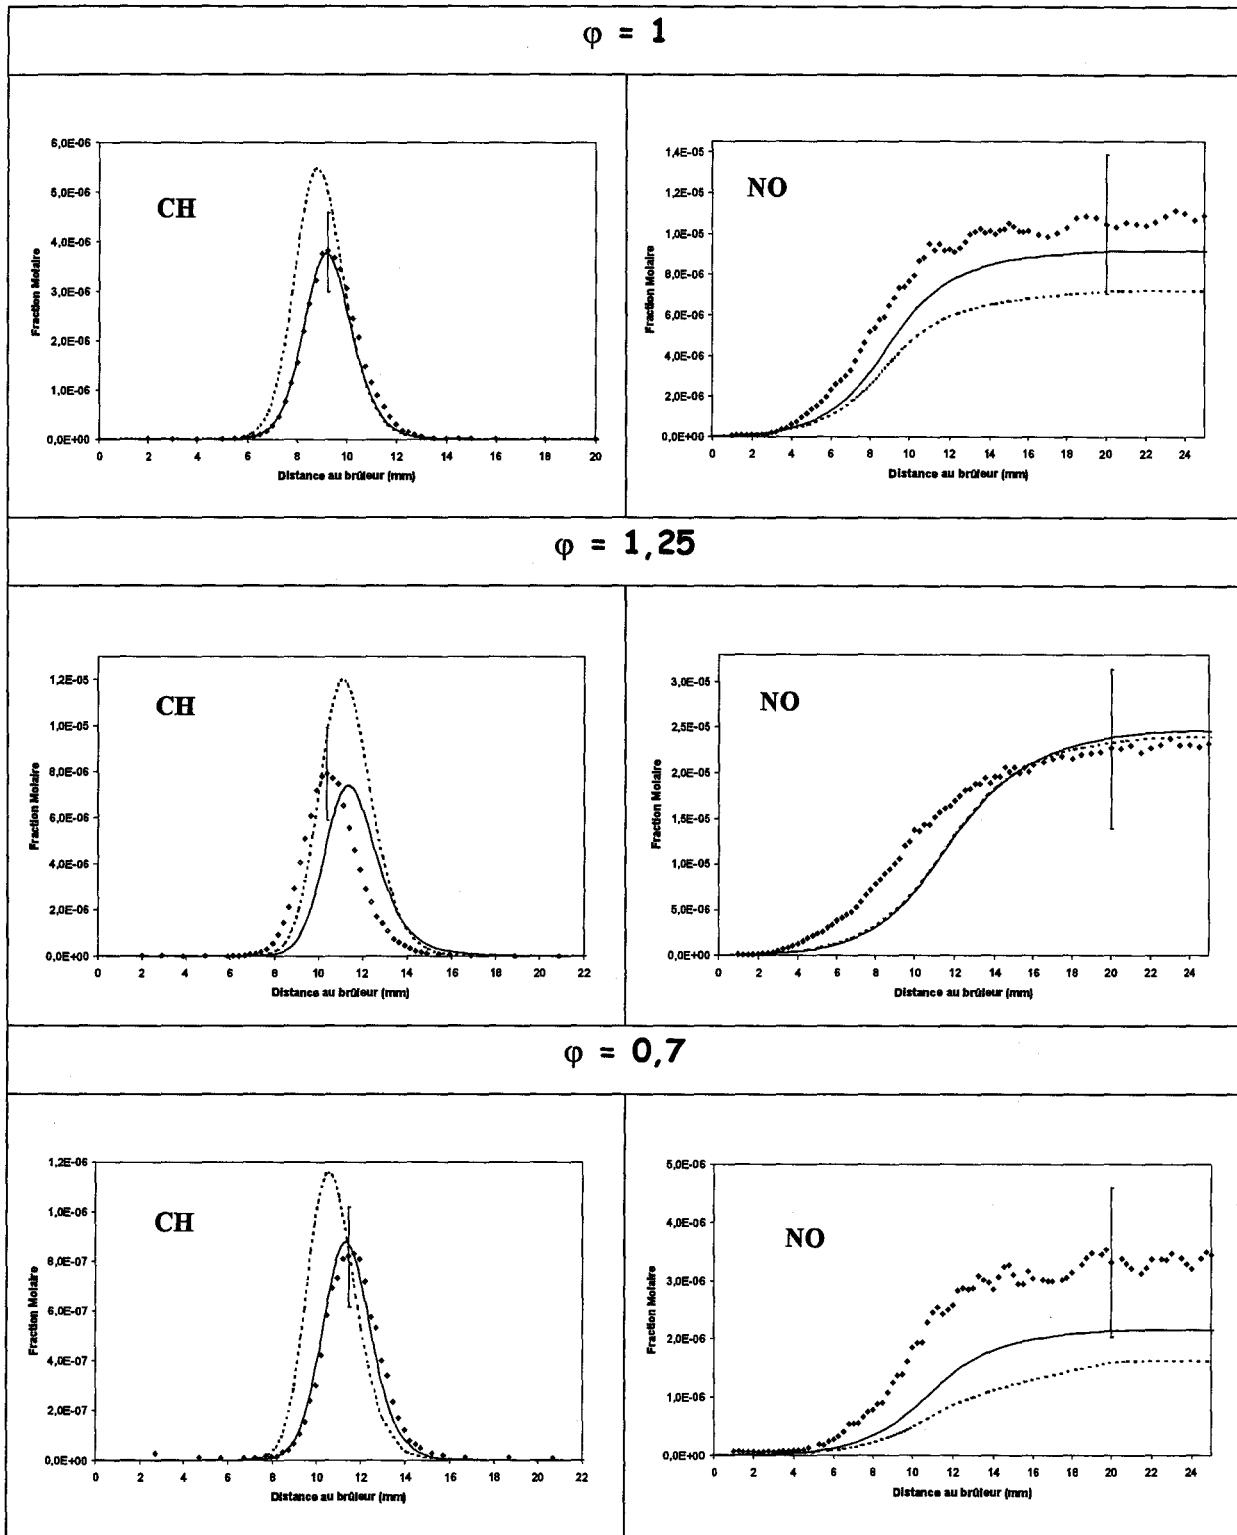 φ = 1
6,0E-06
5,0E-06
4,0E-06
3,0E-06
2,0E-06
1,0E-06
0,0E+00
Fraction Molaire
CH
0 2 4 6 8 10 12 14 16 18 20
Distance au brûleur (mm)
1,4E-05
1,2E-05
1,0E-05
8,0E-06
6,0E-06
4,0E-06
2,0E-06
0,0E+00
Fraction Molaire
NO
0 2 4 6 8 10 12 14 16 18 20 22 24
Distance au brûleur (mm)
φ = 1,25
1,2E-05
1,0E-05
8,0E-06
6,0E-06
4,0E-06
2,0E-06
0,0E+00
Fraction Molaire
CH
0 2 4 6 8 10 12 14 16 18 20 22
Distance au brûleur (mm)
3,0E-05
2,5E-05
2,0E-05
1,5E-05
1,0E-05
5,0E-06
0,0E+00
Fraction Molaire
NO
0 2 4 6 8 10 12 14 16 18 20 22 24
Distance au brûleur (mm)
φ = 0,7
1,2E-06
1,0E-06
8,0E-07
6,0E-07
4,0E-07
2,0E-07
0,0E+00
Fraction Molaire
CH
0 2 4 6 8 10 12 14 16 18 20 22
Distance au brûleur (mm)
5,0E-06
4,0E-06
3,0E-06
2,0E-06
1,0E-06
0,0E+00
Fraction Molaire
NO
0 2 4 6 8 10 12 14 16 18 20 22 24
Distance au brûleur (mm)